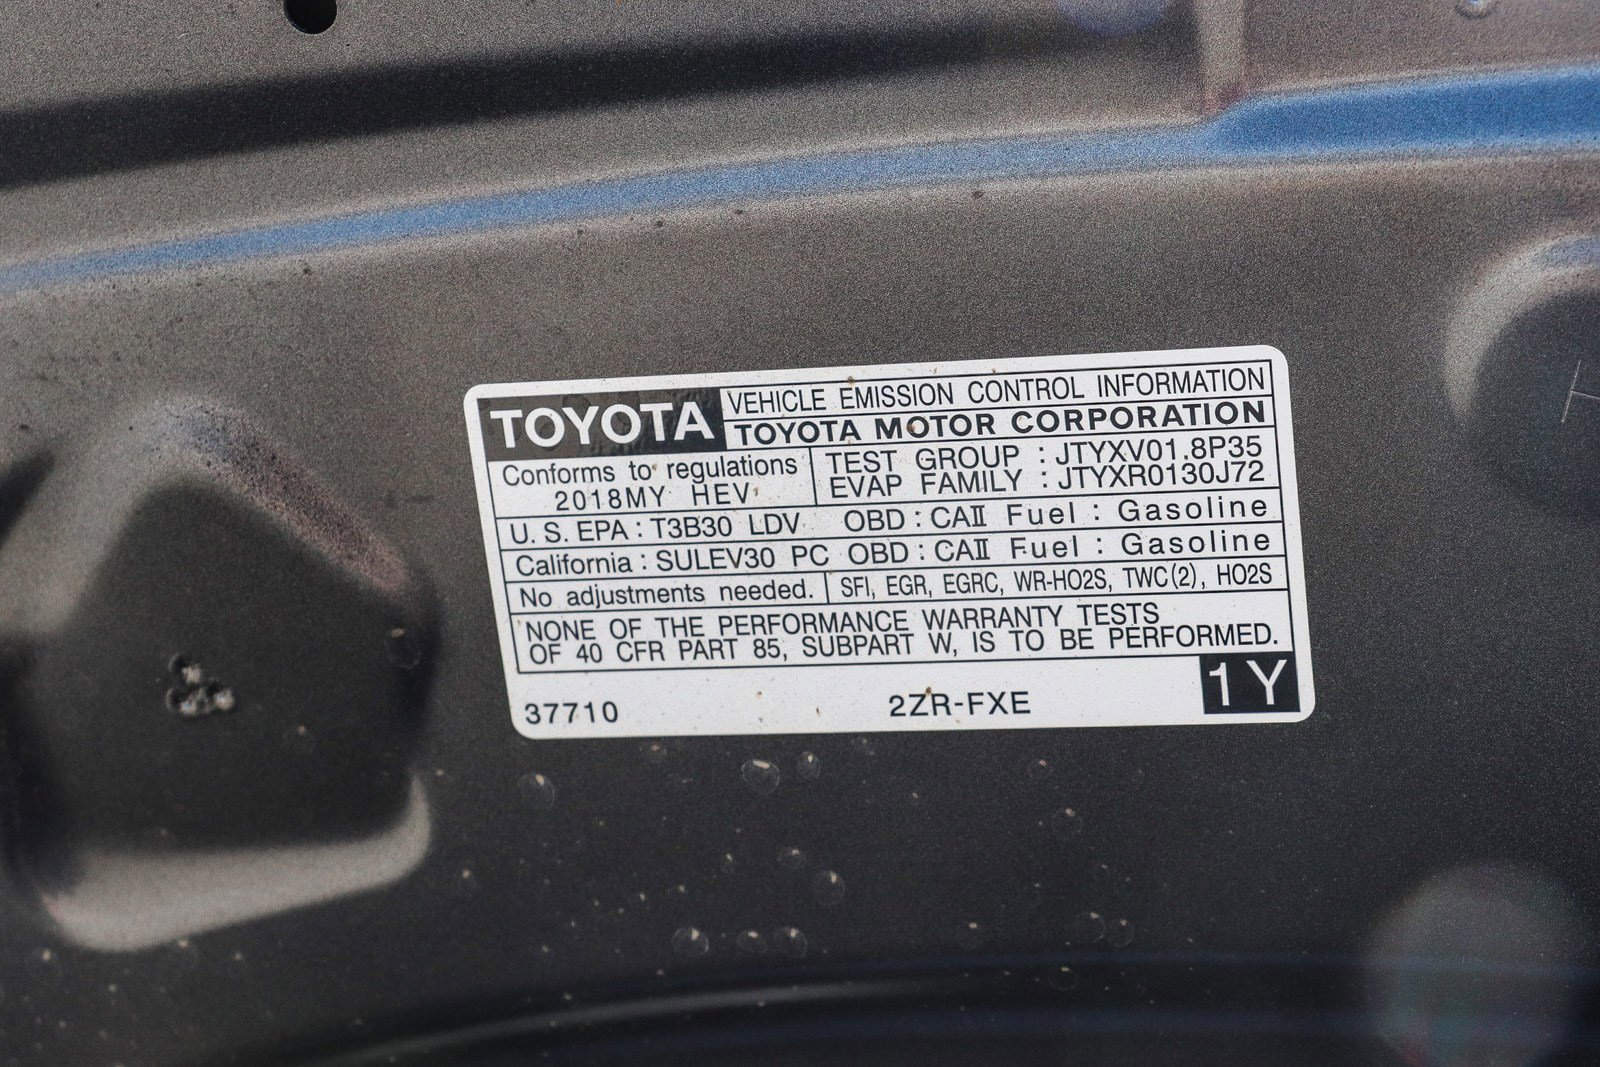 TOYOTA
VEHICLE EMISSION CONTROL INFORMATION
TOYOTA MOTOR CORPORATION
Conforms to regulations
2018MY HEV
TEST GROUP : JTYXV01.8P35
EVAP FAMILY : JTYXR0130J72
U.S. EPA : T3B30 LDV OBD : CAII Fuel : Gasoline
California : SULEV30 PC OBD : CAII Fuel : Gasoline
No adjustments needed. SFI, EGR, EGRC, WR-HO2S, TWC(2), HO2S
NONE OF THE PERFORMANCE WARRANTY TESTS
OF 40 CFR PART 85, SUBPART W, IS TO BE PERFORMED.
37710 2ZR-FXE 1Y